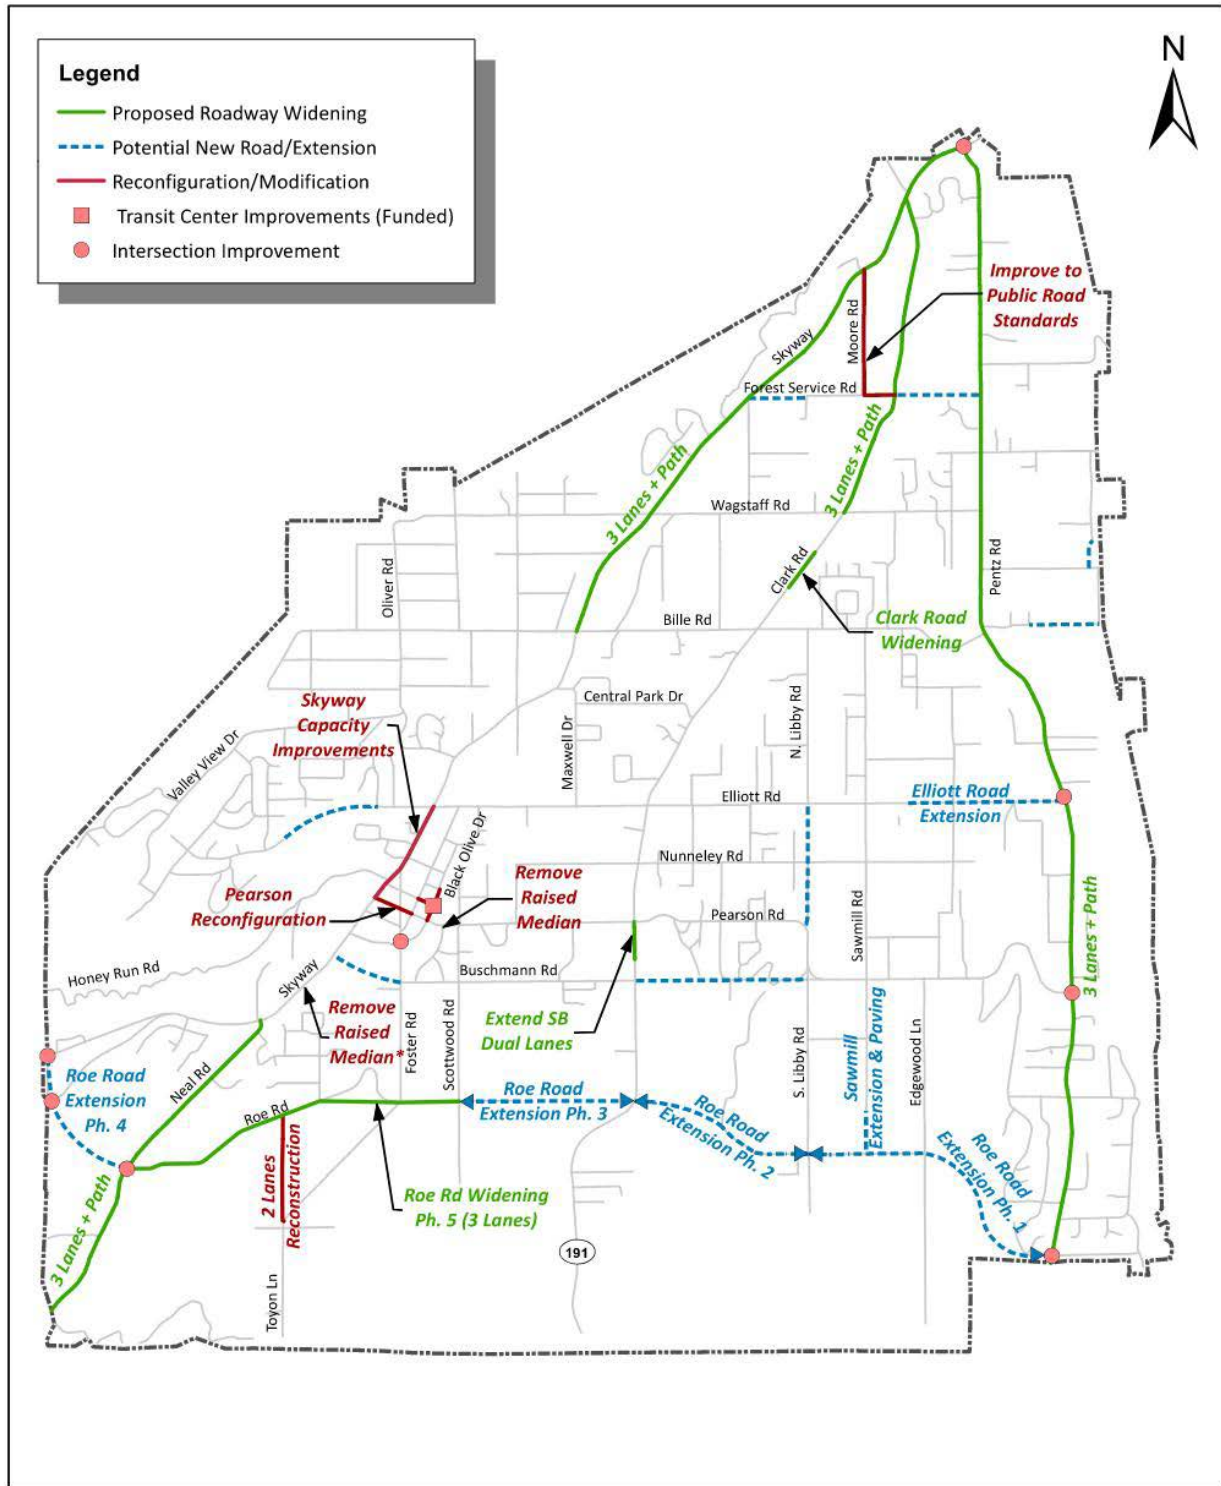 N
Legend
Proposed Roadway Widening
Potential New Road/Extension
Reconfiguration/Modification
Transit Center Improvements (Funded)
Intersection Improvement
Improve to
Public Road
Standards
Moore Rd
Skyway
Forest Service Rd
3 Lanes + Path
3 Lanes + Path
Wagstaff Rd
Oliver Rd
Clark Rd
Pentz Rd
Bille Rd
Clark Road
Widening
Skyway
Capacity
Improvements
Central Park Dr
N. Libby Rd
Maxwell Dr
Valley View Dr
Elliott Rd
Elliott Road
Extension
Black Olive Dr
Nunneley Rd
Remove
Raised
Median
Pearson
Reconfiguration
Pearson Rd
Sawmill Rd
Honey Run Rd
Skyway
Buschmann Rd
3 Lanes + Path
Remove
Raised
Median*
Foster Rd
Scottwood Rd
Extend SB
Dual Lanes
S. Libby Rd
Sawmill
Extension & Paving
Edgewood Ln
Roe Road
Extension
Ph. 4
Neal Rd
Roe Rd
Roe Road
Extension Ph. 3
Roe Road
Extension Ph. 2
Roe Road
Extension Ph. 1
2 Lanes
Reconstruction
Roe Rd Widening
Ph. 5 (3 Lanes)
3 Lanes + Path
191
Toyon Ln